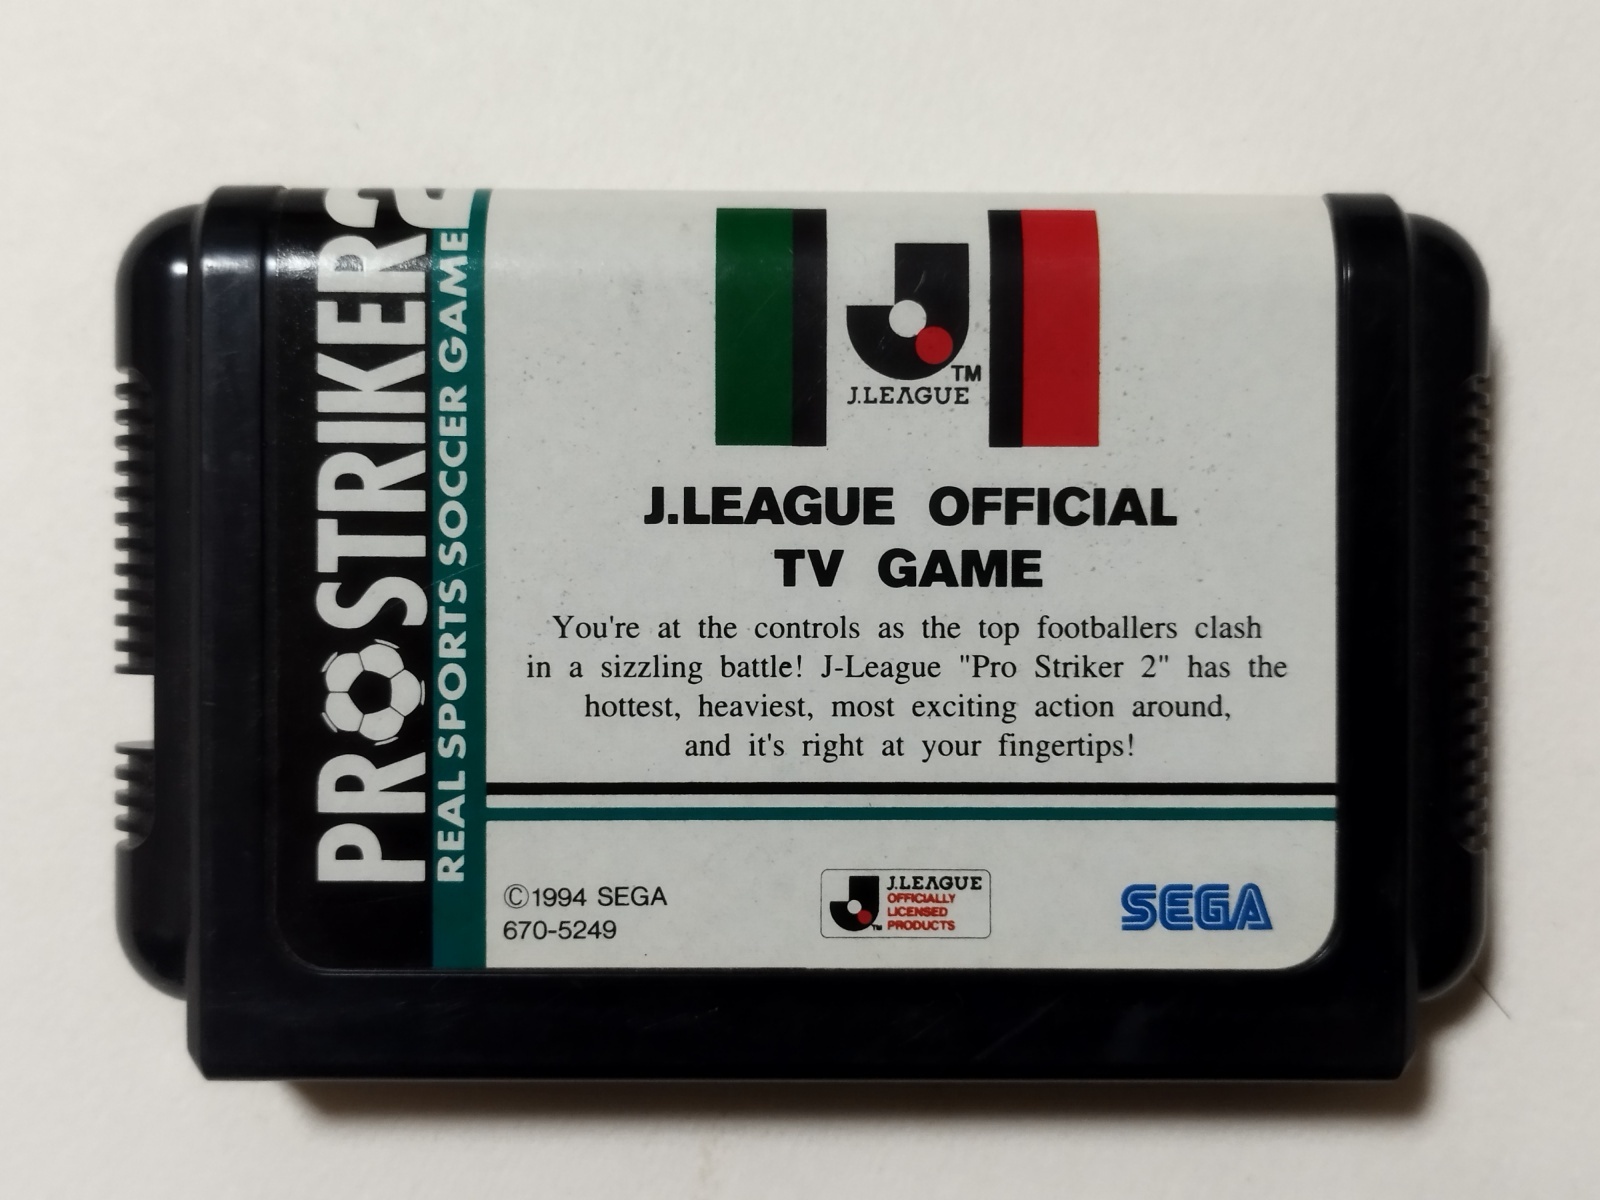 PRO STRIKER 2
REAL SPORTS SOCCER GAME
TM
J.LEAGUE
J.LEAGUE OFFICIAL
TV GAME
You're at the controls as the top footballers clash
in a sizzling battle! J-League "Pro Striker 2" has the
hottest, heaviest, most exciting action around,
and it's right at your fingertips!
©1994 SEGA
670-5249
J.LEAGUE
OFFICIALLY
LICENSED
PRODUCTS
TM
SEGA